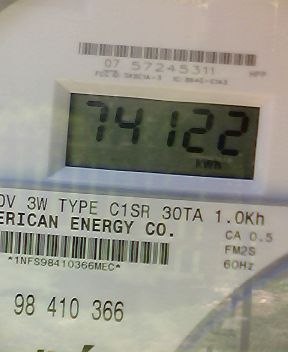 07 57245311
HPP
74122
kWh
0V 3W TYPE C1SR 30TA 1.0Kh
ERICAN ENERGY CO.
CA 0.5
FM2S
60Hz
*1NFS98410366MEC*
98 410 366